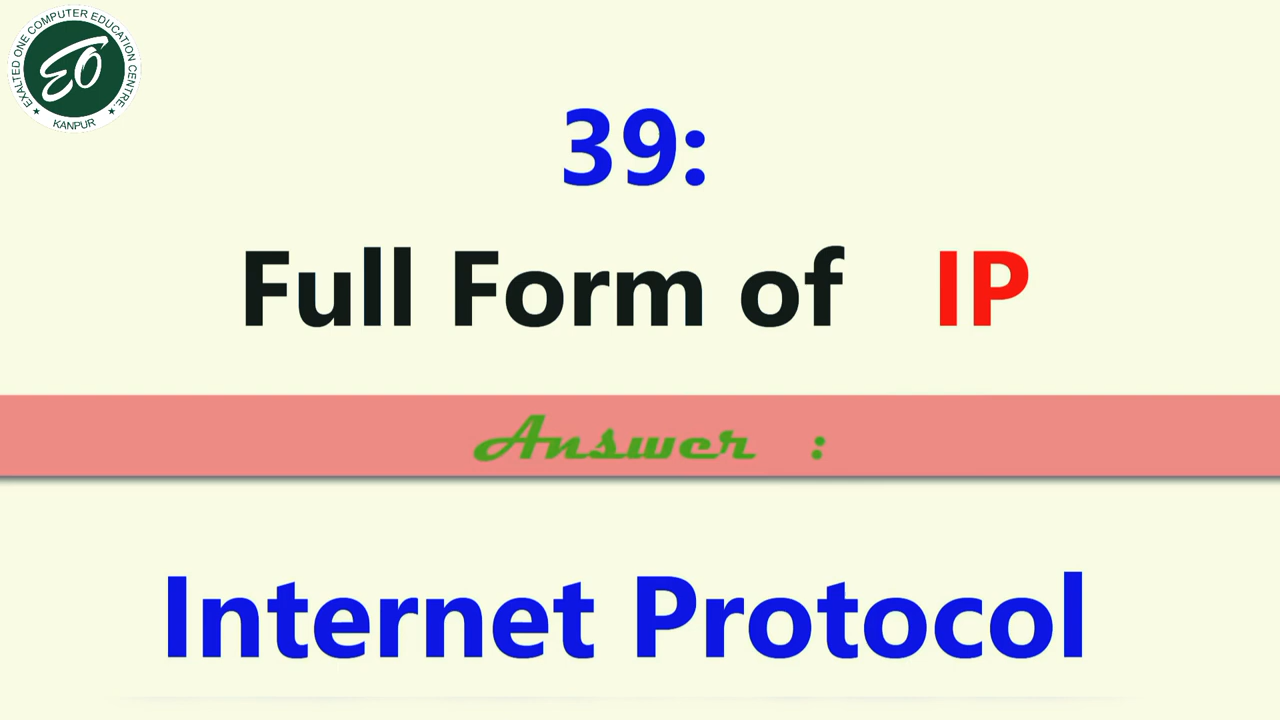 EXALTED ONE COMPUTER EDUCATION CENTRE
EO
★ KANPUR ★
39:
Full Form of IP
Answer :
Internet Protocol